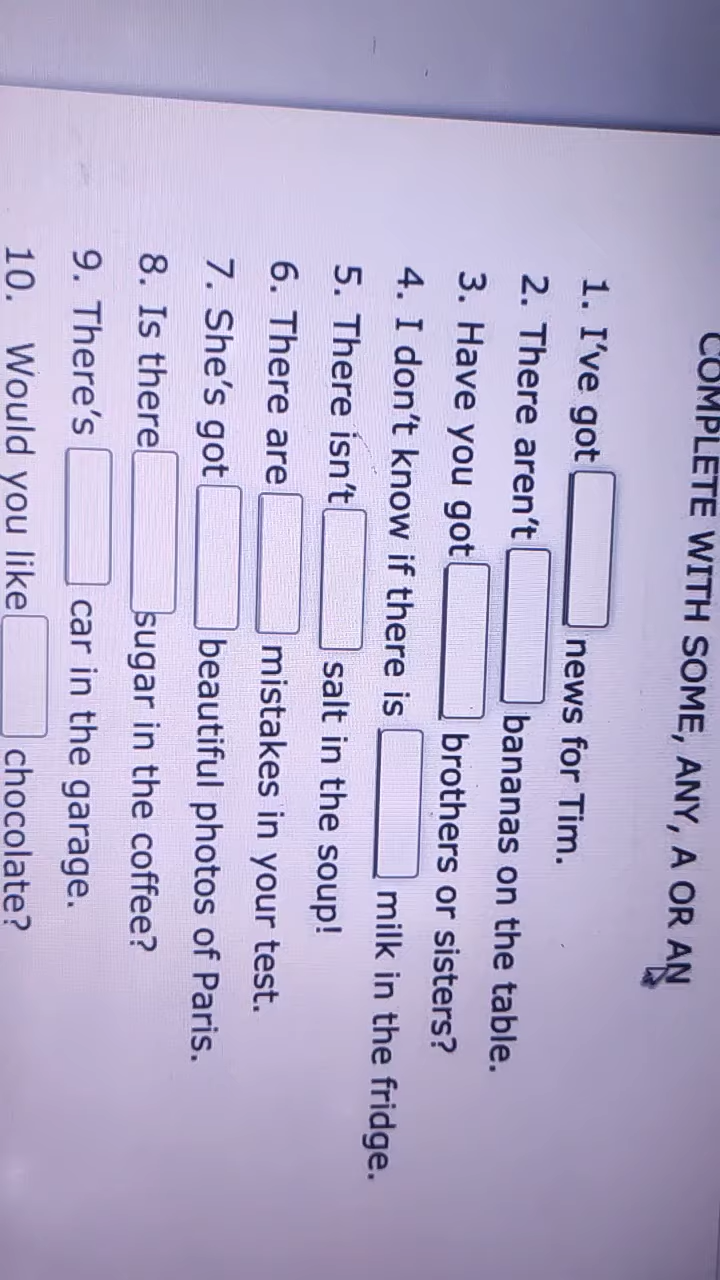 COMPLETE WITH SOME, ANY, A OR AN
1. I've got news for Tim.
2. There aren't bananas on the table.
3. Have you got brothers or sisters?
4. I don't know if there is milk in the fridge.
5. There isn't salt in the soup!
6. There are mistakes in your test.
7. She's got beautiful photos of Paris.
8. Is there sugar in the coffee?
9. There's car in the garage.
10. Would you like chocolate?